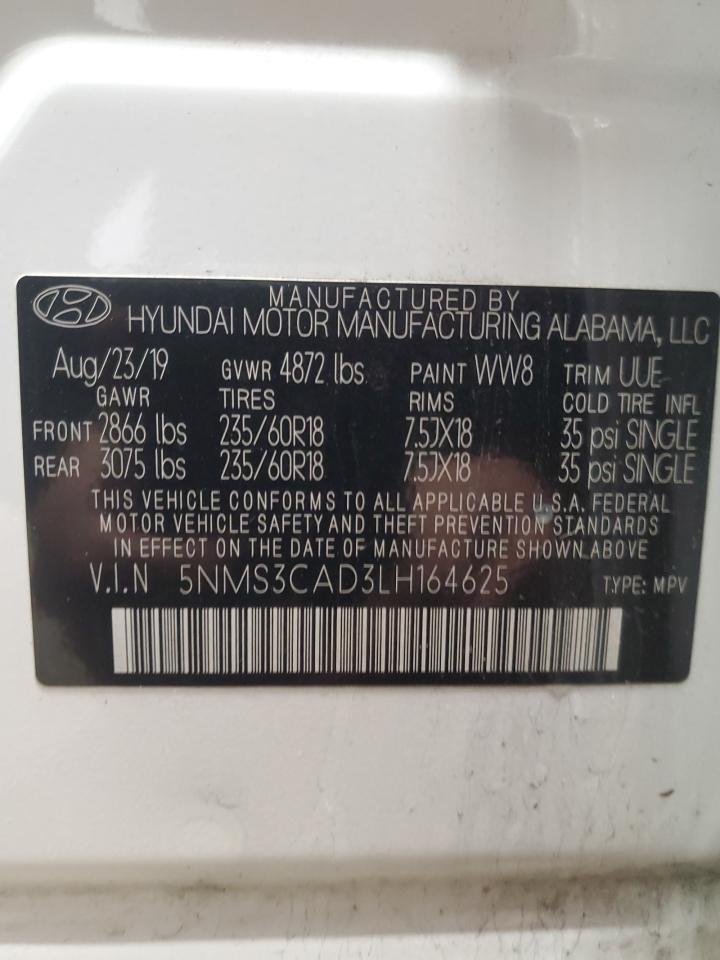 MANUFACTURED BY
HYUNDAI MOTOR MANUFACTURING ALABAMA, LLC
Aug/23/19 GVWR 4872 lbs PAINT WW8 TRIM UUE
GAWR TIRES RIMS COLD TIRE INFL
FRONT 2866 lbs 235/60R18 7.5JX18 35 psi SINGLE
REAR 3075 lbs 235/60R18 7.5JX18 35 psi SINGLE
THIS VEHICLE CONFORMS TO ALL APPLICABLE U.S.A. FEDERAL
MOTOR VEHICLE SAFETY AND THEFT PREVENTION STANDARDS
IN EFFECT ON THE DATE OF MANUFACTURE SHOWN ABOVE.
V.I.N 5NMS3CAD3LH164625 TYPE: MPV